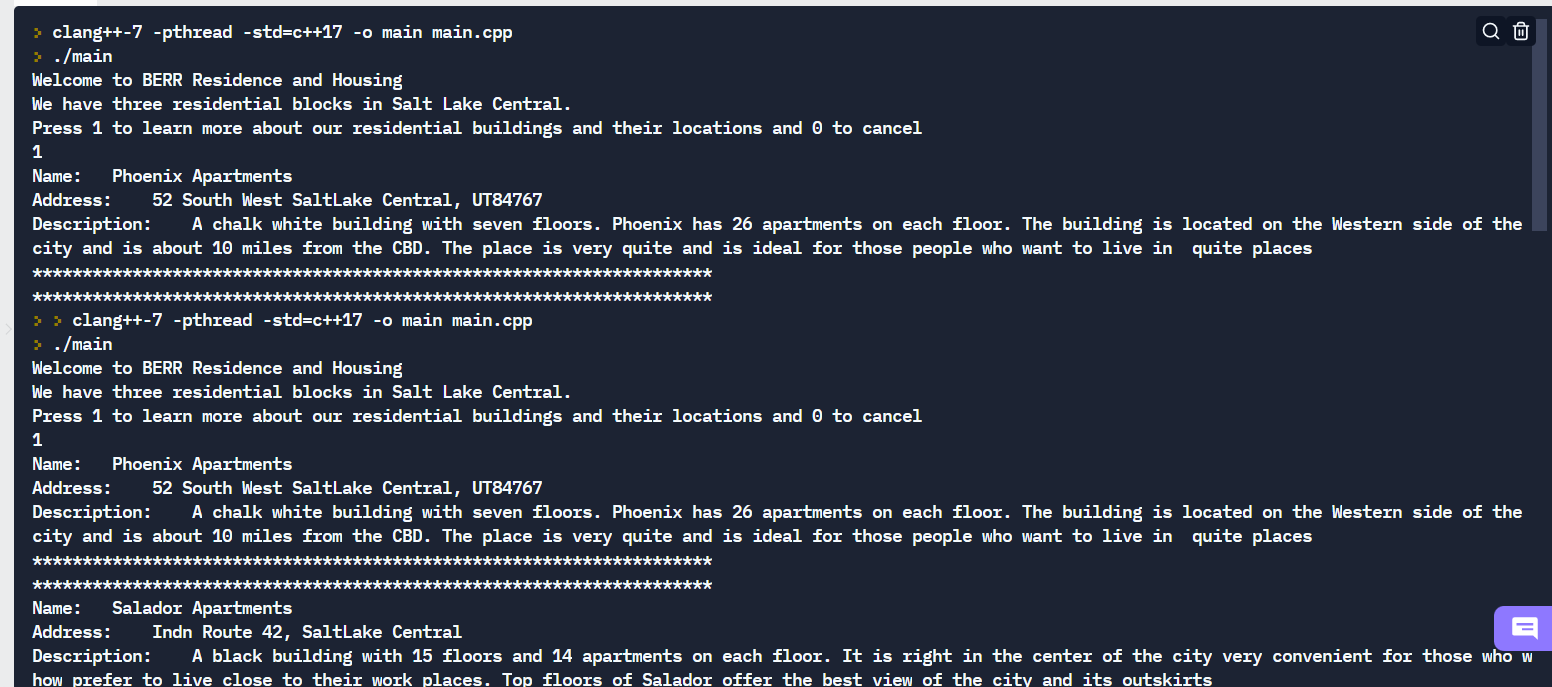 > clang++-7 -pthread -std=c++17 -o main main.cpp
> ./main
Welcome to BERR Residence and Housing
We have three residential blocks in Salt Lake Central.
Press 1 to learn more about our residential buildings and their locations and 0 to cancel
1
Name:   Phoenix Apartments
Address:    52 South West SaltLake Central, UT84767
Description:    A chalk white building with seven floors. Phoenix has 26 apartments on each floor. The building is located on the Western side of the
city and is about 10 miles from the CBD. The place is very quite and is ideal for those people who want to live in  quite places
********************************************************************
********************************************************************
> > clang++-7 -pthread -std=c++17 -o main main.cpp
> ./main
Welcome to BERR Residence and Housing
We have three residential blocks in Salt Lake Central.
Press 1 to learn more about our residential buildings and their locations and 0 to cancel
1
Name:   Phoenix Apartments
Address:    52 South West SaltLake Central, UT84767
Description:    A chalk white building with seven floors. Phoenix has 26 apartments on each floor. The building is located on the Western side of the
city and is about 10 miles from the CBD. The place is very quite and is ideal for those people who want to live in  quite places
********************************************************************
********************************************************************
Name:   Salador Apartments
Address:    Indn Route 42, SaltLake Central
Description:    A black building with 15 floors and 14 apartments on each floor. It is right in the center of the city very convenient for those who w
how prefer to live close to their work places. Top floors of Salador offer the best view of the city and its outskirts